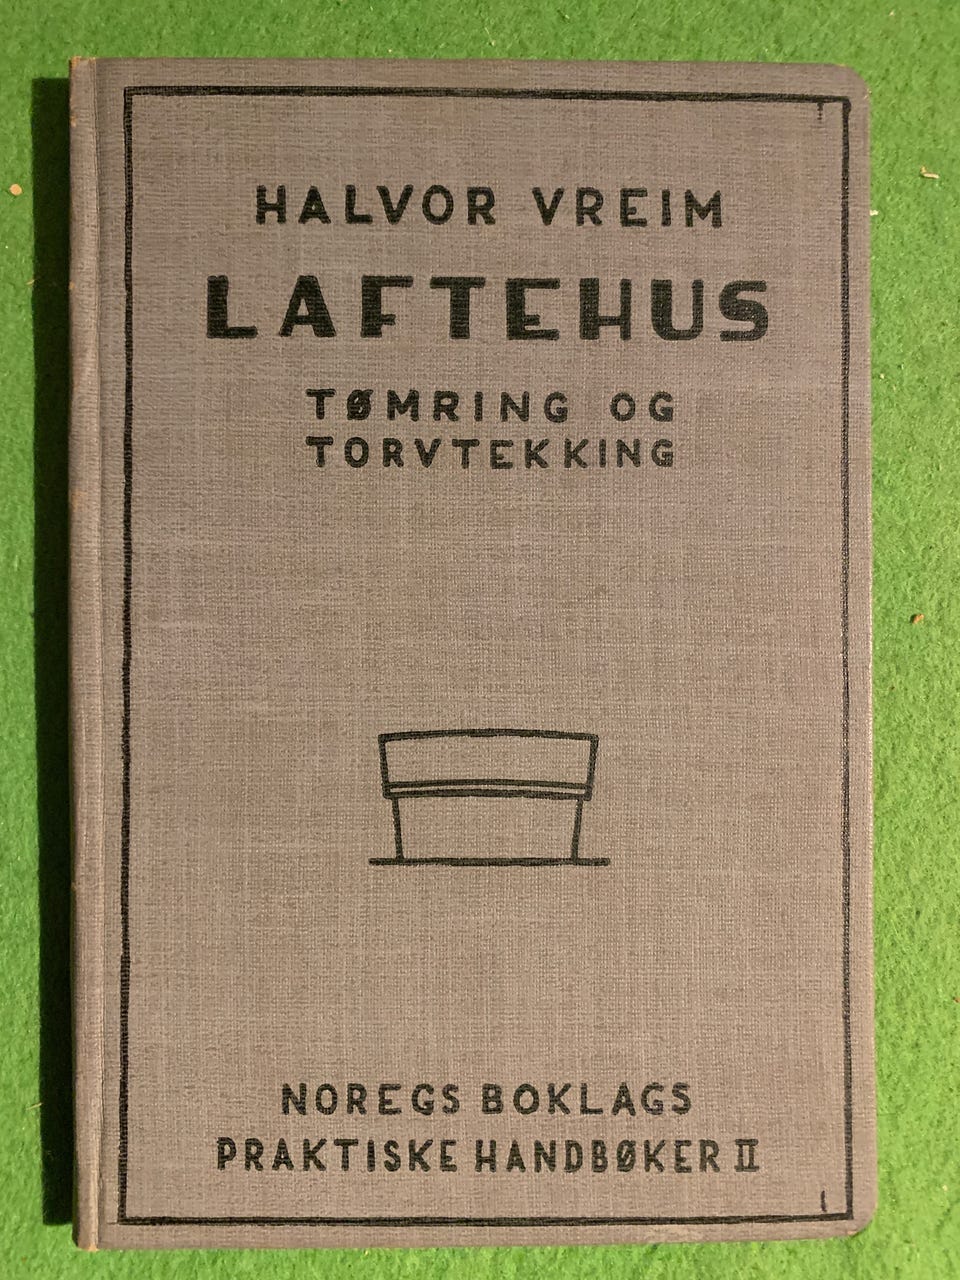 HALVOR VREIM
LAFTEHUS
TØMRING OG
TORVTEKKING
NOREGS BOKLAGS
PRAKTISKE HANDBØKER II